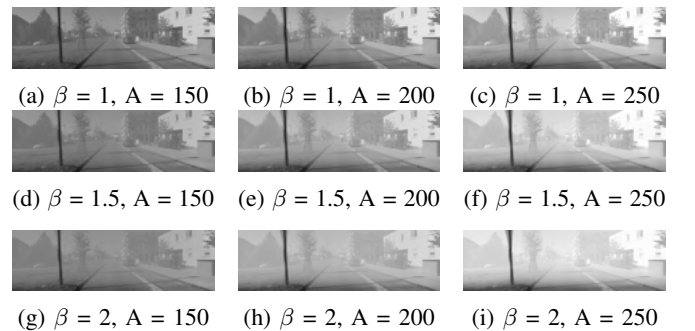 (a) β = 1, A = 150 (b) β = 1, A = 200 (c) β = 1, A = 250
(d) β = 1.5, A = 150 (e) β = 1.5, A = 200 (f) β = 1.5, A = 250
(g) β = 2, A = 150 (h) β = 2, A = 200 (i) β = 2, A = 250